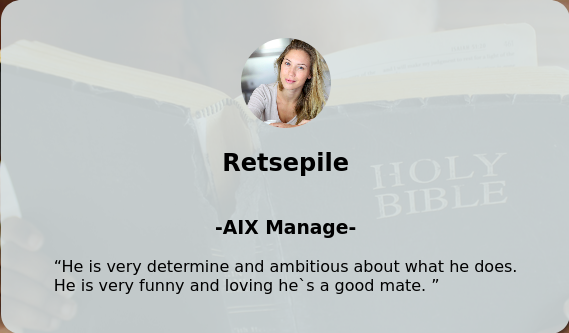 HOLY
BIBLE
Retsepile
-AIX Manage-
“He is very determine and ambitious about what he does.
He is very funny and loving he`s a good mate. ”